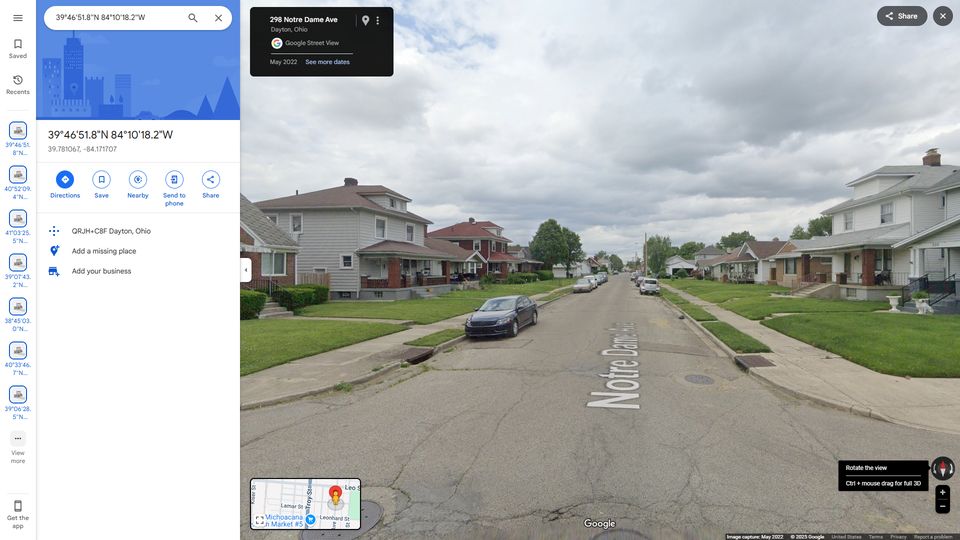 39°46'51.8"N 84°10'18.2"W
Saved
Recents
39°46'51.
8"N...
40°52'09.
4"N...
41°03'25.
5"N...
39°07'43.
2"N...
38°45'03.
0"N...
40°33'46.
7"N...
39°06'28.
5"N...
View
more
Get the
app
39°46'51.8"N 84°10'18.2"W
39.781067, -84.171707
Directions
Save
Nearby
Send to
phone
Share
QRJH+C8F Dayton, Ohio
Add a missing place
Add your business
298 Notre Dame Ave
Dayton, Ohio
Google Street View
May 2022 See more dates
Share
Notre Dame Ave
Rotate the view
Ctrl + mouse drag for full 3D
Leo S
Lamar St
Troy St
Leonhard St
Michoacana
n Market #5
Google
Image capture: May 2022 © 2025 Google United States Terms Privacy Report a problem